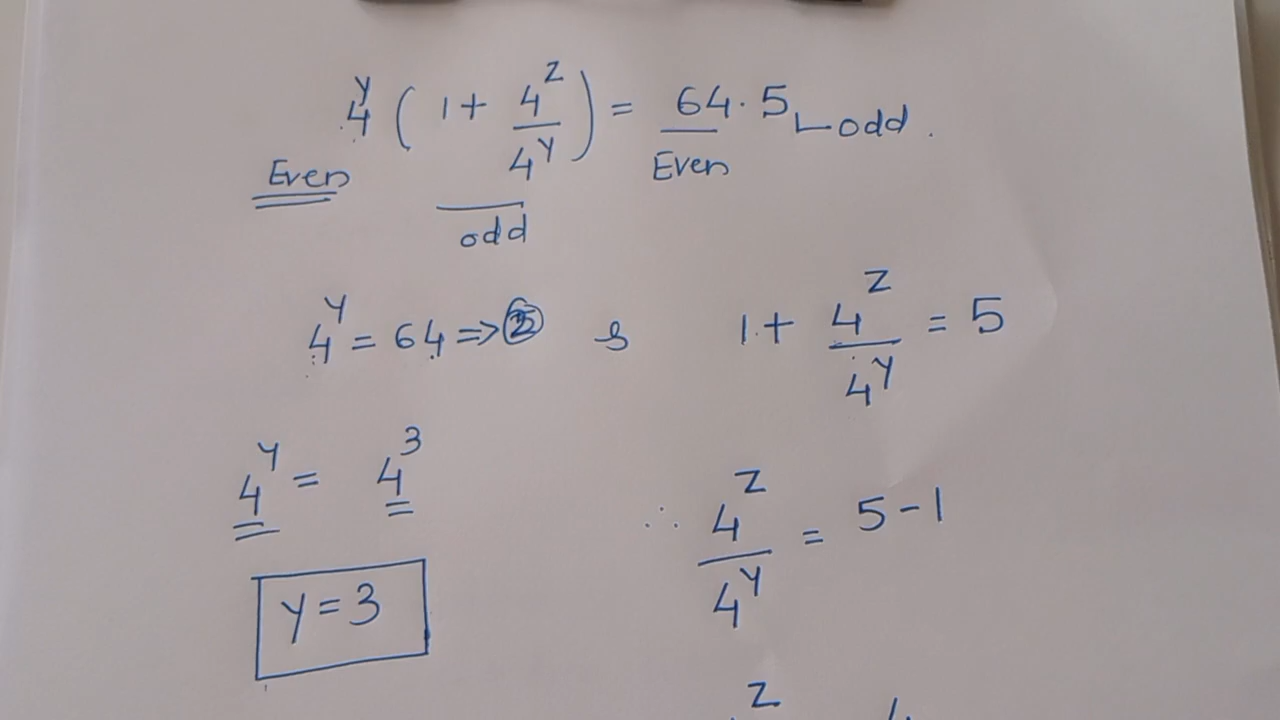 4^y ( 1 + 4^z / 4^y ) = 64 · 5 odd .
Even odd Even
4^y = 64 => & 1 + 4^z / 4^y = 5
4^y = 4^3
∴ 4^z / 4^y = 5 - 1
y = 3
z